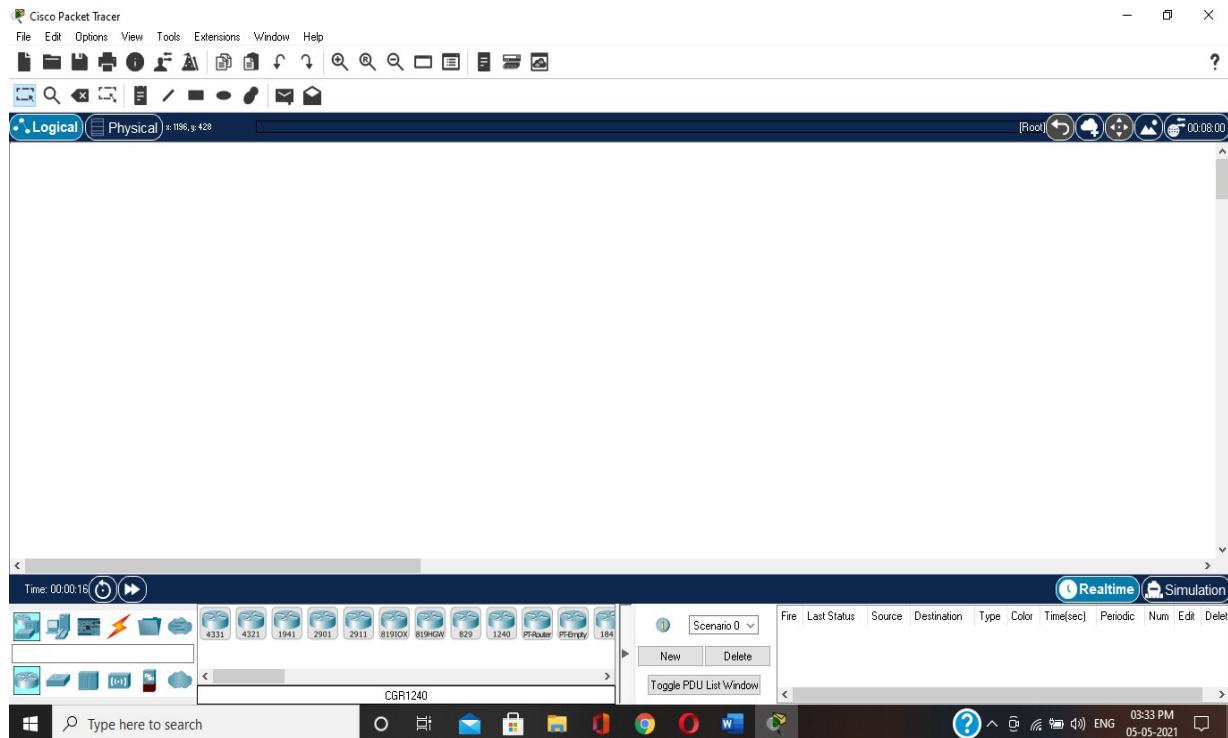 Cisco Packet Tracer
File Edit Options View Tools Extensions Window Help
?
Logical Physical x: 1196, y: 428 [Root] 00:08:00
Time: 00:00:16 Realtime Simulation
4331 4321 1941 2901 2911 819IOX 819HGW 829 1240 PT-Router PT-Empty 184
Scenario 0
Fire Last Status Source Destination Type Color Time(sec) Periodic Num Edit Delet
New Delete
Toggle PDU List Window
CGR1240
Type here to search
ENG 03:33 PM
05-05-2021